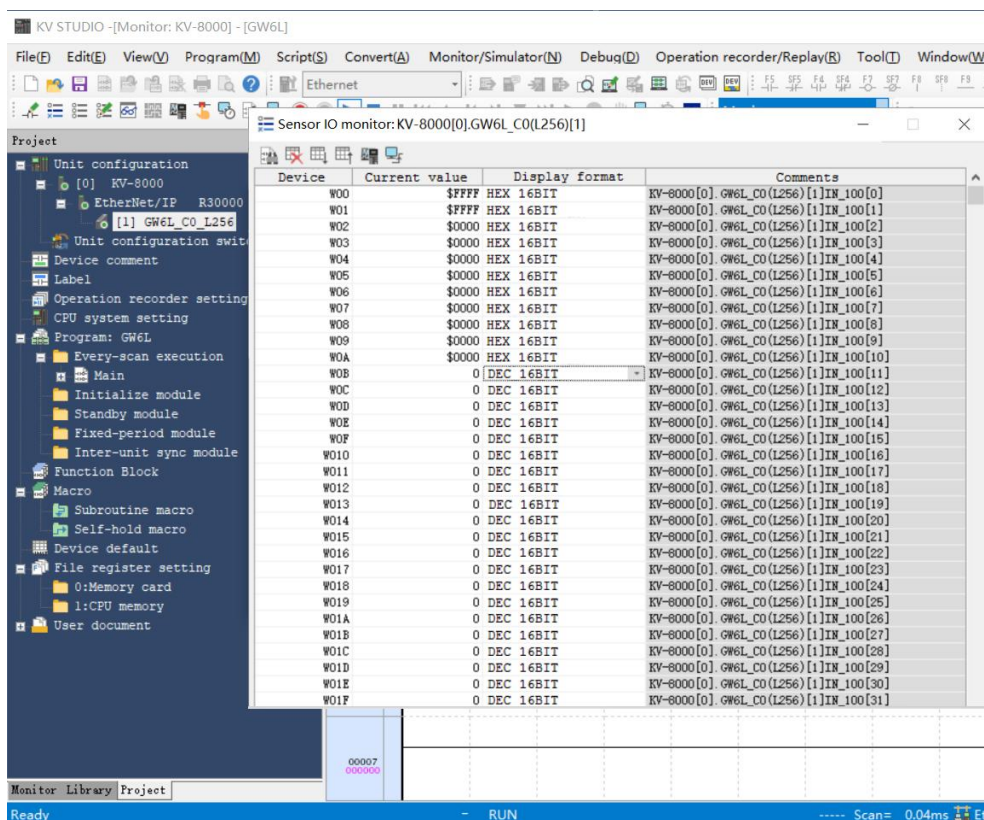 KV STUDIO -[Monitor: KV-8000] - [GW6L]
File(F) Edit(E) View(V) Program(M) Script(S) Convert(A) Monitor/Simulator(N) Debug(D) Operation recorder/Replay(R) Tool(T) Window(W
Ethernet
F5 SF5 F4 SF4 F7 SF7 F8 SF8 F9
Sensor IO monitor: KV-8000[0].GW6L_C0(L256)[1]
Project
Unit configuration
[0] KV-8000
EtherNet/IP R30000
[1] GW6L_C0_L256
Unit configuration swit
Device comment
Label
Operation recorder setting
CPU system setting
Program: GW6L
Every-scan execution
Main
Initialize module
Standby module
Fixed-period module
Inter-unit sync module
Function Block
Macro
Subroutine macro
Self-hold macro
Device default
File register setting
0:Memory card
1:CPU memory
User document
Device Current value Display format Comments
W00 $FFFF HEX 16BIT KV-8000[0].GW6L_C0(L256)[1]IN_100[0]
W01 $FFFF HEX 16BIT KV-8000[0].GW6L_C0(L256)[1]IN_100[1]
W02 $0000 HEX 16BIT KV-8000[0].GW6L_C0(L256)[1]IN_100[2]
W03 $0000 HEX 16BIT KV-8000[0].GW6L_C0(L256)[1]IN_100[3]
W04 $0000 HEX 16BIT KV-8000[0].GW6L_C0(L256)[1]IN_100[4]
W05 $0000 HEX 16BIT KV-8000[0].GW6L_C0(L256)[1]IN_100[5]
W06 $0000 HEX 16BIT KV-8000[0].GW6L_C0(L256)[1]IN_100[6]
W07 $0000 HEX 16BIT KV-8000[0].GW6L_C0(L256)[1]IN_100[7]
W08 $0000 HEX 16BIT KV-8000[0].GW6L_C0(L256)[1]IN_100[8]
W09 $0000 HEX 16BIT KV-8000[0].GW6L_C0(L256)[1]IN_100[9]
W0A $0000 HEX 16BIT KV-8000[0].GW6L_C0(L256)[1]IN_100[10]
W0B 0 DEC 16BIT KV-8000[0].GW6L_C0(L256)[1]IN_100[11]
W0C 0 DEC 16BIT KV-8000[0].GW6L_C0(L256)[1]IN_100[12]
W0D 0 DEC 16BIT KV-8000[0].GW6L_C0(L256)[1]IN_100[13]
W0E 0 DEC 16BIT KV-8000[0].GW6L_C0(L256)[1]IN_100[14]
W0F 0 DEC 16BIT KV-8000[0].GW6L_C0(L256)[1]IN_100[15]
W010 0 DEC 16BIT KV-8000[0].GW6L_C0(L256)[1]IN_100[16]
W011 0 DEC 16BIT KV-8000[0].GW6L_C0(L256)[1]IN_100[17]
W012 0 DEC 16BIT KV-8000[0].GW6L_C0(L256)[1]IN_100[18]
W013 0 DEC 16BIT KV-8000[0].GW6L_C0(L256)[1]IN_100[19]
W014 0 DEC 16BIT KV-8000[0].GW6L_C0(L256)[1]IN_100[20]
W015 0 DEC 16BIT KV-8000[0].GW6L_C0(L256)[1]IN_100[21]
W016 0 DEC 16BIT KV-8000[0].GW6L_C0(L256)[1]IN_100[22]
W017 0 DEC 16BIT KV-8000[0].GW6L_C0(L256)[1]IN_100[23]
W018 0 DEC 16BIT KV-8000[0].GW6L_C0(L256)[1]IN_100[24]
W019 0 DEC 16BIT KV-8000[0].GW6L_C0(L256)[1]IN_100[25]
W01A 0 DEC 16BIT KV-8000[0].GW6L_C0(L256)[1]IN_100[26]
W01B 0 DEC 16BIT KV-8000[0].GW6L_C0(L256)[1]IN_100[27]
W01C 0 DEC 16BIT KV-8000[0].GW6L_C0(L256)[1]IN_100[28]
W01D 0 DEC 16BIT KV-8000[0].GW6L_C0(L256)[1]IN_100[29]
W01E 0 DEC 16BIT KV-8000[0].GW6L_C0(L256)[1]IN_100[30]
W01F 0 DEC 16BIT KV-8000[0].GW6L_C0(L256)[1]IN_100[31]
00007
000000
Monitor Library Project
Ready - RUN ----- Scan= 0.04ms Et